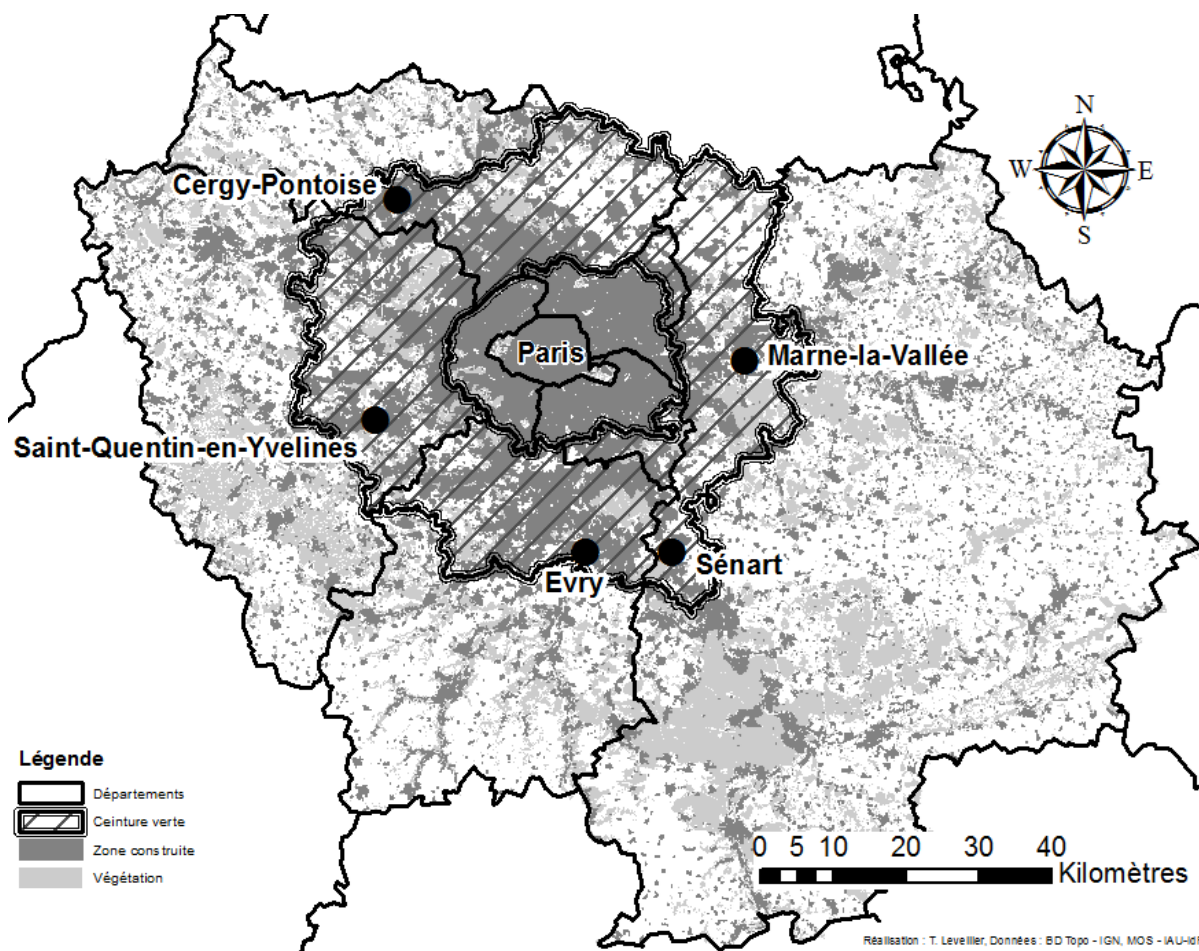 N
W
E
S
Cergy-Pontoise
Paris
Marne-la-Vallée
Saint-Quentin-en-Yvelines
Sénart
Evry
Légende
Départements
Ceinture verte
Zone construite
Végétation
0 5 10 20 30 40
Kilomètres
Réalisation : T. Leveiller, Données : BD Topo - IGN, MOS - IAU-îdf